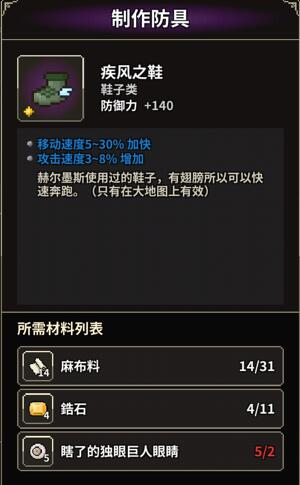 制作防具
疾风之鞋
鞋子类
防御力 +140
移动速度5~30% 加快
攻击速度3~8% 增加
赫尔墨斯使用过的鞋子，有翅膀所以可以快
速奔跑。（只有在大地图上有效）
所需材料列表
14
麻布料
14/31
4
锆石
4/11
5
瞎了的独眼巨人眼睛
5/2